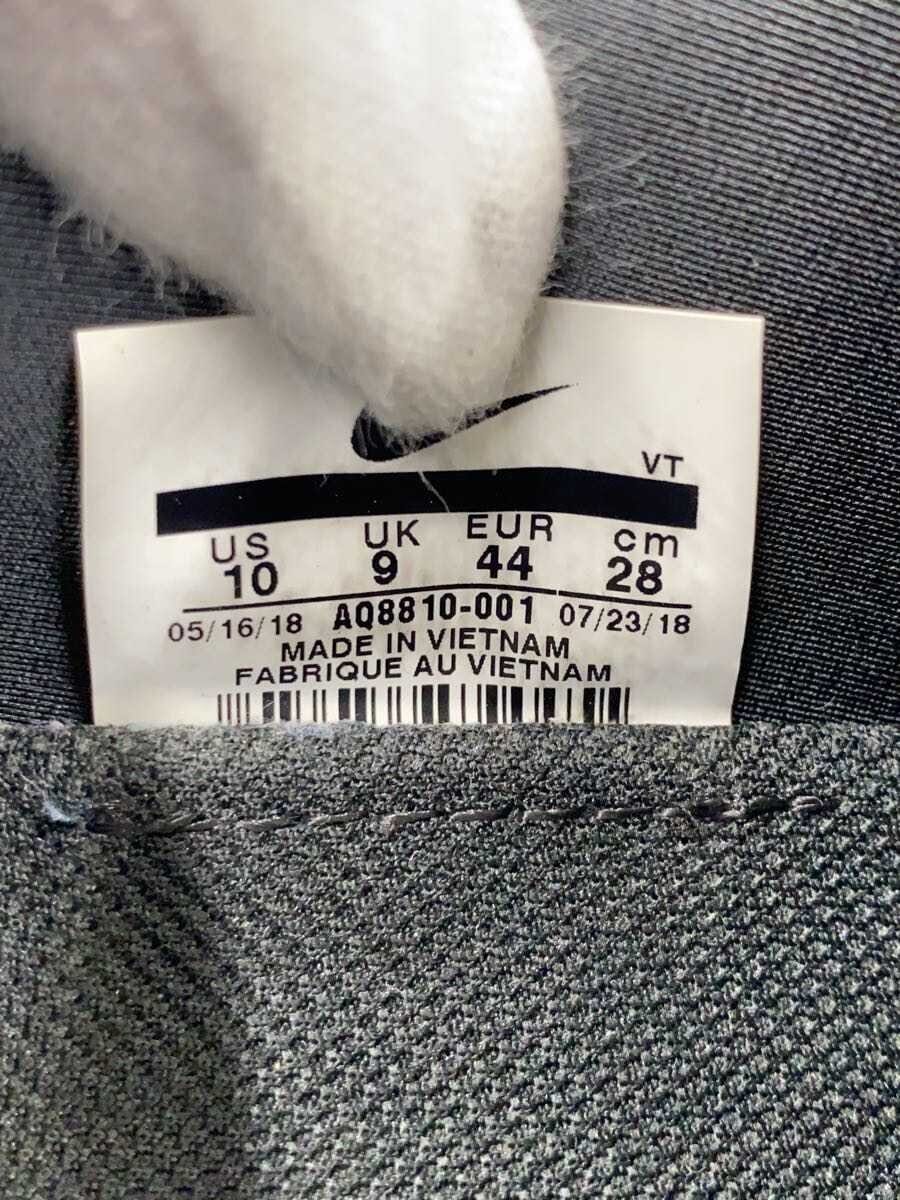 VT
US UK EUR cm
10 9 44 28
05/16/18 AQ8810-001 07/23/18
MADE IN VIETNAM
FABRIQUE AU VIETNAM